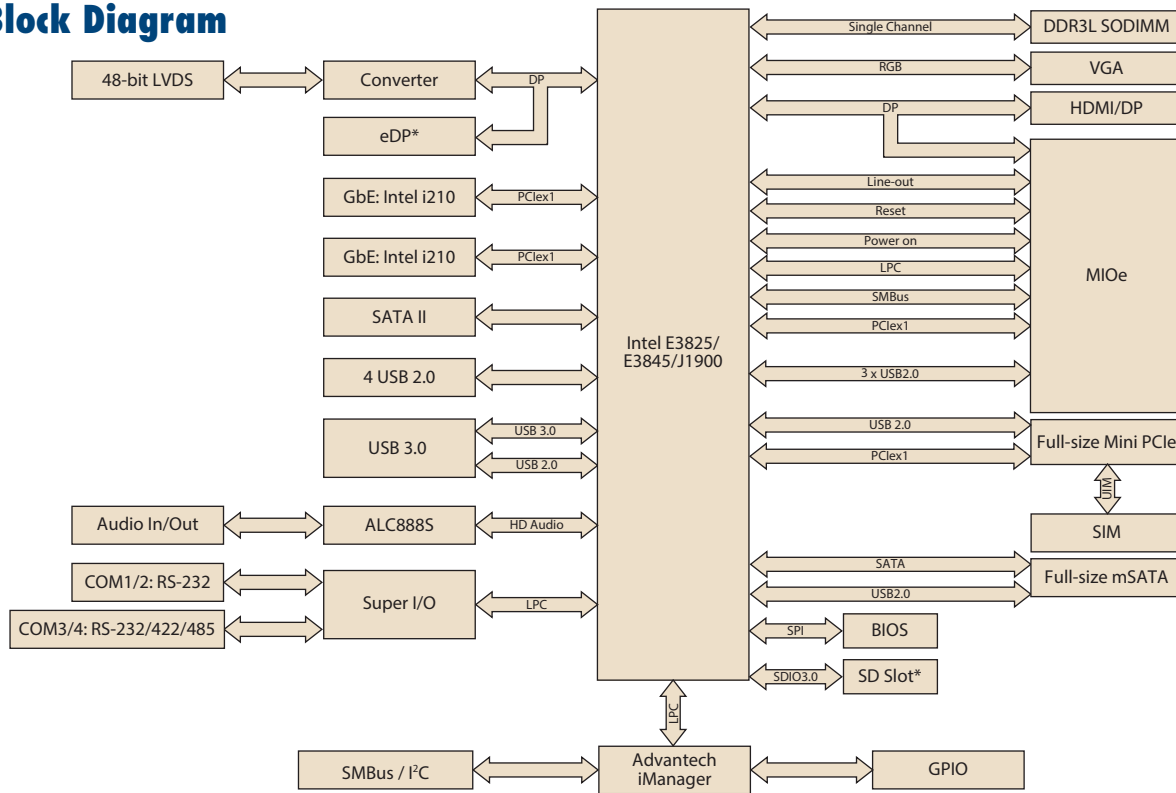 Block Diagram
48-bit LVDS
Converter
DP
eDP*
GbE: Intel i210
PCIex1
GbE: Intel i210
PCIex1
SATA II
4 USB 2.0
USB 3.0
USB 3.0
USB 2.0
Audio In/Out
ALC888S
HD Audio
COM1/2: RS-232
COM3/4: RS-232/422/485
Super I/O
LPC
Intel E3825/
E3845/J1900
Single Channel
DDR3L SODIMM
RGB
VGA
DP
HDMI/DP
Line-out
Reset
Power on
LPC
SMBus
PCIex1
3 x USB2.0
MIOe
USB 2.0
PCIex1
Full-size Mini PCIe
UIM
SIM
SATA
USB2.0
Full-size mSATA
SPI
BIOS
SDIO3.0
SD Slot*
LPC
SMBus / I²C
Advantech
iManager
GPIO